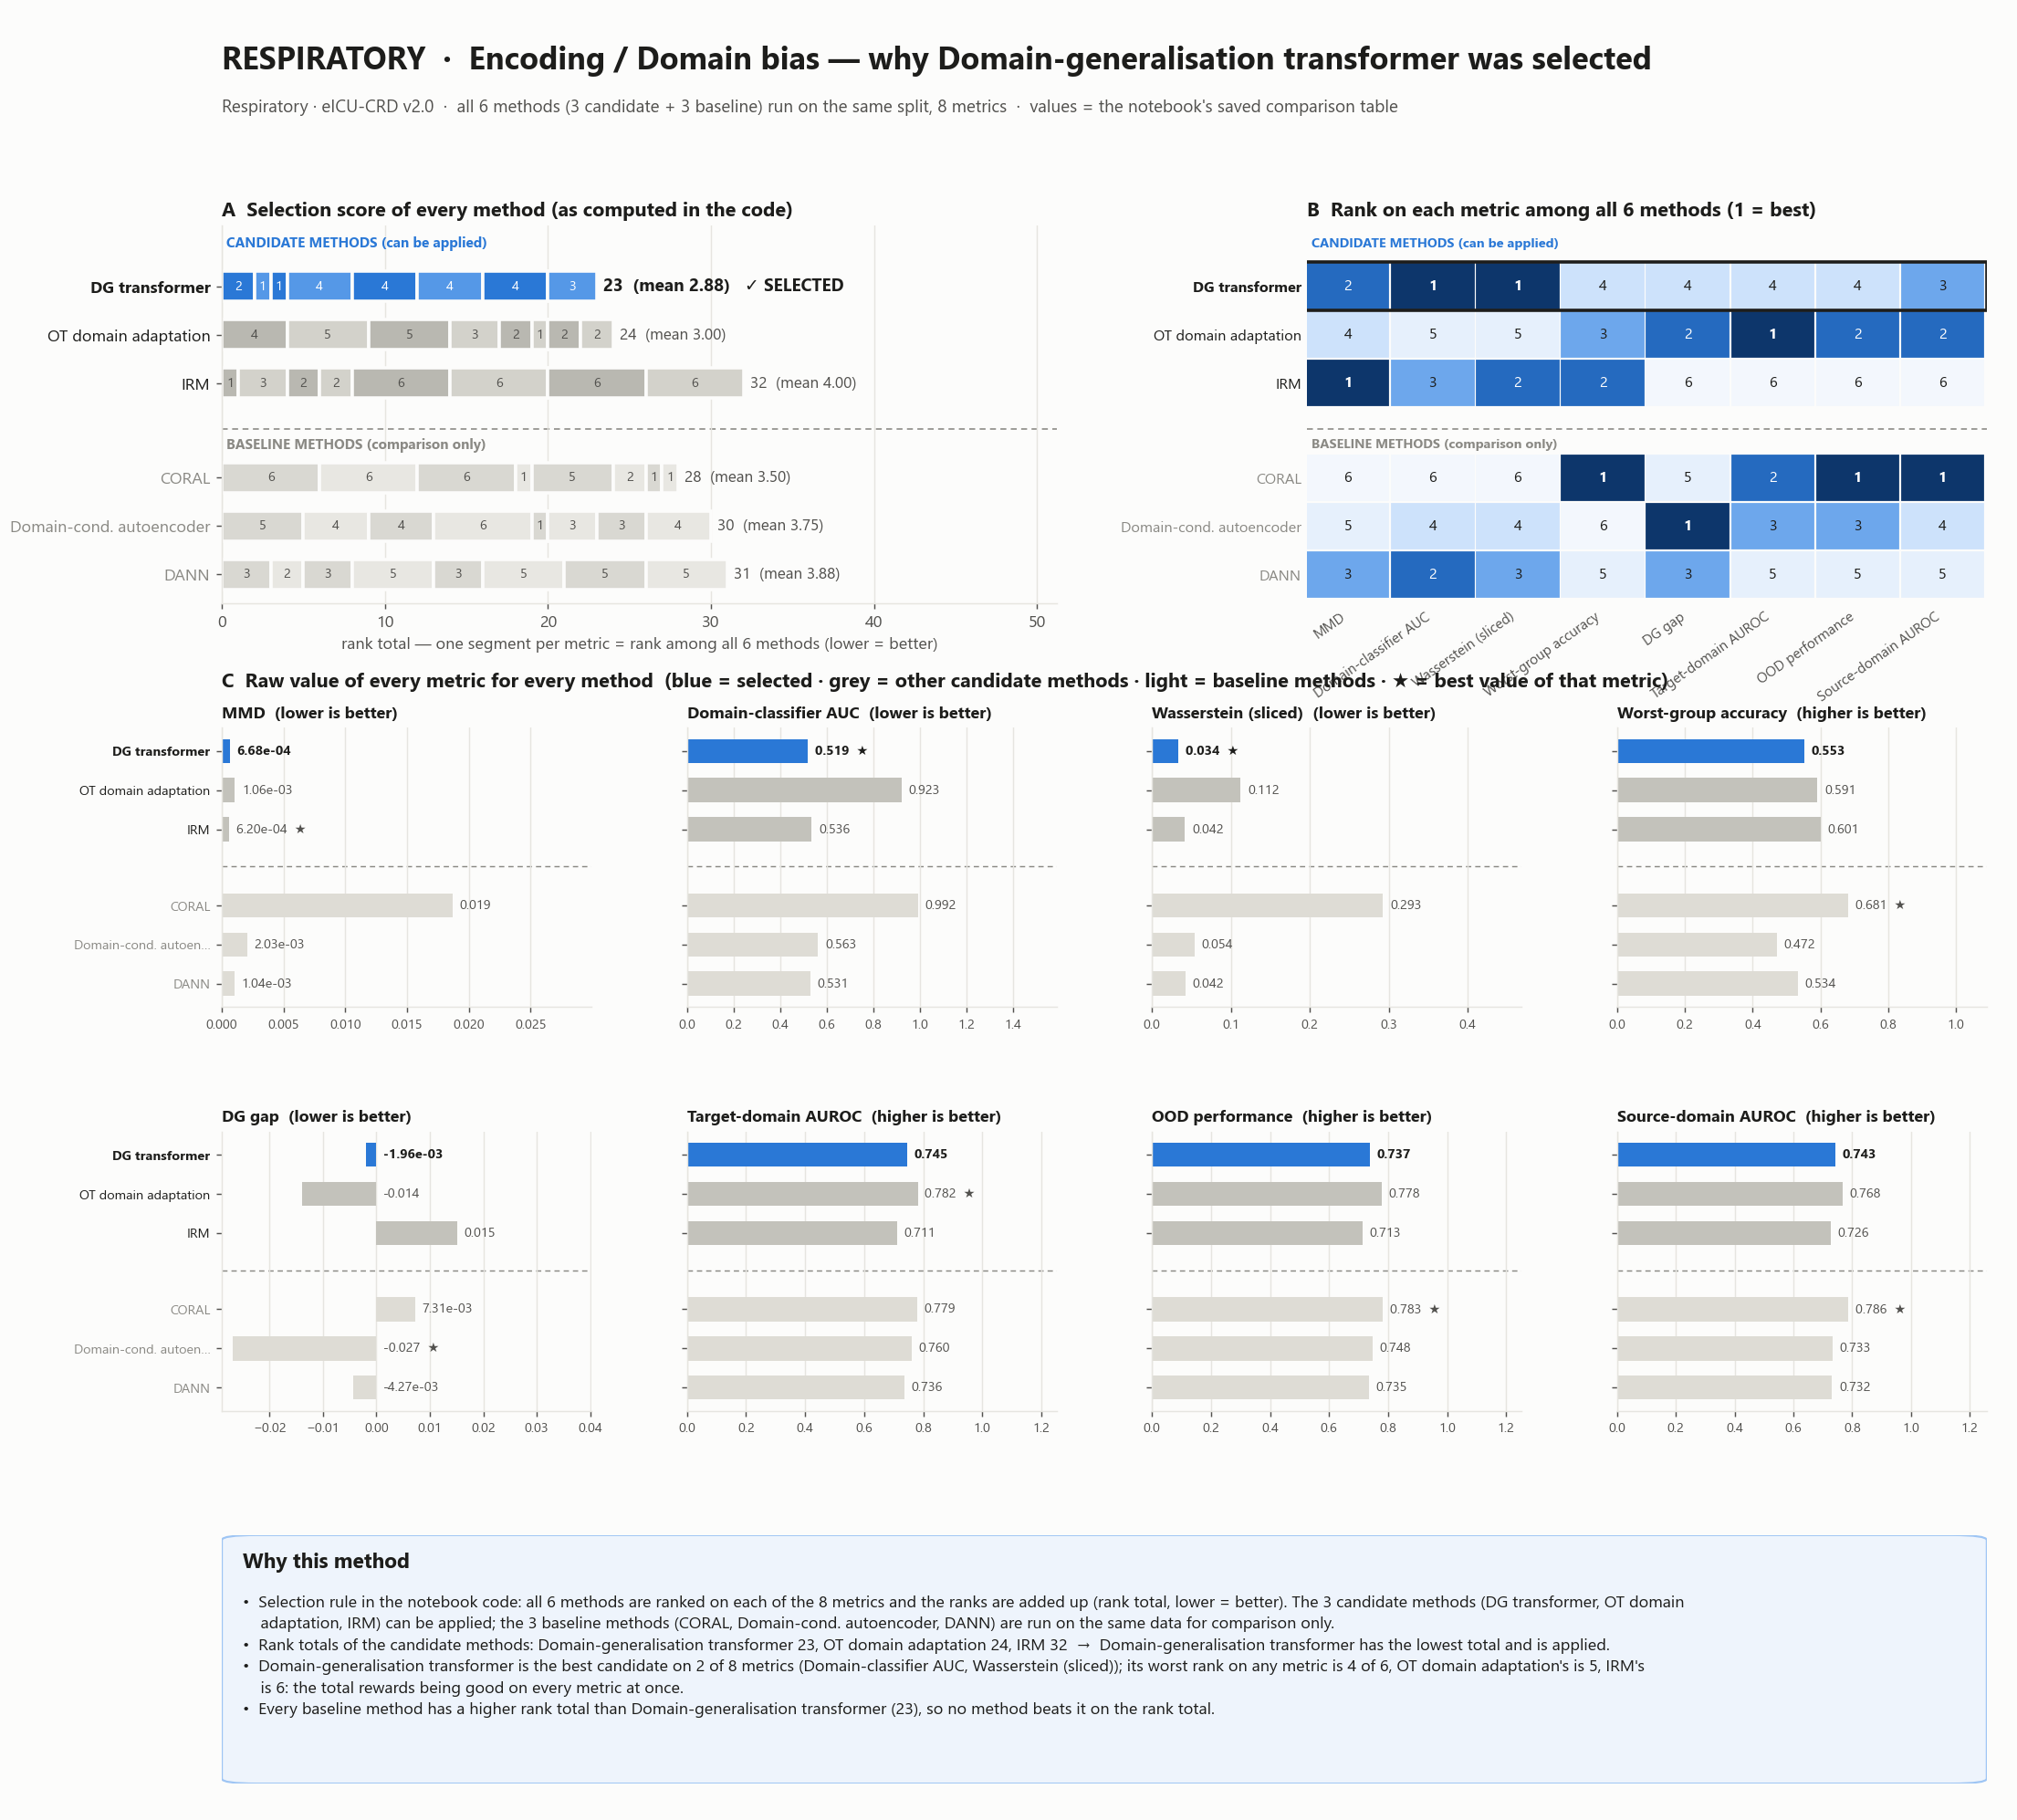 RESPIRATORY · Encoding / Domain bias — why Domain-generalisation transformer was selected
Respiratory · eICU-CRD v2.0 · all 6 methods (3 candidate + 3 baseline) run on the same split, 8 metrics · values = the notebook's saved comparison table
A Selection score of every method (as computed in the code)
CANDIDATE METHODS (can be applied)
DG transformer 2 1 1 4 4 4 4 3 23 (mean 2.88) ✓ SELECTED
OT domain adaptation 4 5 5 3 2 1 2 2 24 (mean 3.00)
IRM 1 3 2 2 6 6 6 6 32 (mean 4.00)
BASELINE METHODS (comparison only)
CORAL 6 6 6 1 5 2 1 1 28 (mean 3.50)
Domain-cond. autoencoder 5 4 4 6 1 3 3 4 30 (mean 3.75)
DANN 3 2 3 5 3 5 5 5 31 (mean 3.88)
0 10 20 30 40 50
rank total — one segment per metric = rank among all 6 methods (lower = better)
B Rank on each metric among all 6 methods (1 = best)
CANDIDATE METHODS (can be applied)
DG transformer 2 1 1 4 4 4 4 3
OT domain adaptation 4 5 5 3 2 1 2 2
IRM 1 3 2 2 6 6 6 6
BASELINE METHODS (comparison only)
CORAL 6 6 6 1 5 2 1 1
Domain-cond. autoencoder 5 4 4 6 1 3 3 4
DANN 3 2 3 5 3 5 5 5
MMD
Domain-classifier AUC
Wasserstein (sliced)
Worst-group accuracy
DG gap
Target-domain AUROC
OOD performance
Source-domain AUROC
C Raw value of every metric for every method (blue = selected · grey = other candidate methods · light = baseline methods · ★ = best value of that metric)
MMD (lower is better)
DG transformer 6.68e-04
OT domain adaptation 1.06e-03
IRM 6.20e-04 ★
CORAL 0.019
Domain-cond. autoen... 2.03e-03
DANN 1.04e-03
0.000 0.005 0.010 0.015 0.020 0.025
Domain-classifier AUC (lower is better)
0.519 ★
0.923
0.536
0.992
0.563
0.531
0.0 0.2 0.4 0.6 0.8 1.0 1.2 1.4
Wasserstein (sliced) (lower is better)
0.034 ★
0.112
0.042
0.293
0.054
0.042
0.0 0.1 0.2 0.3 0.4
Worst-group accuracy (higher is better)
0.553
0.591
0.601
0.681 ★
0.472
0.534
0.0 0.2 0.4 0.6 0.8 1.0
DG gap (lower is better)
DG transformer -1.96e-03
OT domain adaptation -0.014
IRM 0.015
CORAL 7.31e-03
Domain-cond. autoen... -0.027 ★
DANN -4.27e-03
−0.02 −0.01 0.00 0.01 0.02 0.03 0.04
Target-domain AUROC (higher is better)
0.745
0.782 ★
0.711
0.779
0.760
0.736
0.0 0.2 0.4 0.6 0.8 1.0 1.2
OOD performance (higher is better)
0.737
0.778
0.713
0.783 ★
0.748
0.735
0.0 0.2 0.4 0.6 0.8 1.0 1.2
Source-domain AUROC (higher is better)
0.743
0.768
0.726
0.786 ★
0.733
0.732
0.0 0.2 0.4 0.6 0.8 1.0 1.2
Why this method
• Selection rule in the notebook code: all 6 methods are ranked on each of the 8 metrics and the ranks are added up (rank total, lower = better). The 3 candidate methods (DG transformer, OT domain
adaptation, IRM) can be applied; the 3 baseline methods (CORAL, Domain-cond. autoencoder, DANN) are run on the same data for comparison only.
• Rank totals of the candidate methods: Domain-generalisation transformer 23, OT domain adaptation 24, IRM 32 → Domain-generalisation transformer has the lowest total and is applied.
• Domain-generalisation transformer is the best candidate on 2 of 8 metrics (Domain-classifier AUC, Wasserstein (sliced)); its worst rank on any metric is 4 of 6, OT domain adaptation's is 5, IRM's
is 6: the total rewards being good on every metric at once.
• Every baseline method has a higher rank total than Domain-generalisation transformer (23), so no method beats it on the rank total.